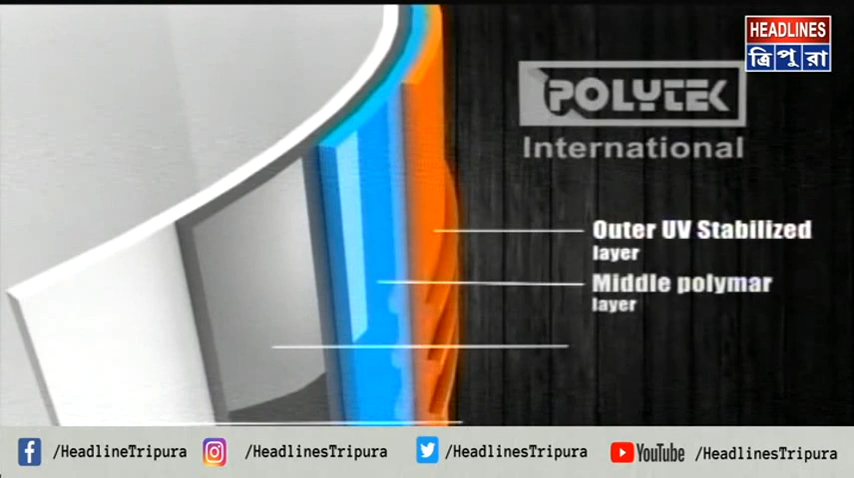 HEADLINES
ত্রিপুরা
POLYTEK
International
Outer UV Stabilized
layer
Middle polymar
layer
/HeadlineTripura
/HeadlinesTripura
/HeadlinesTripura
YouTube /HeadlinesTripura